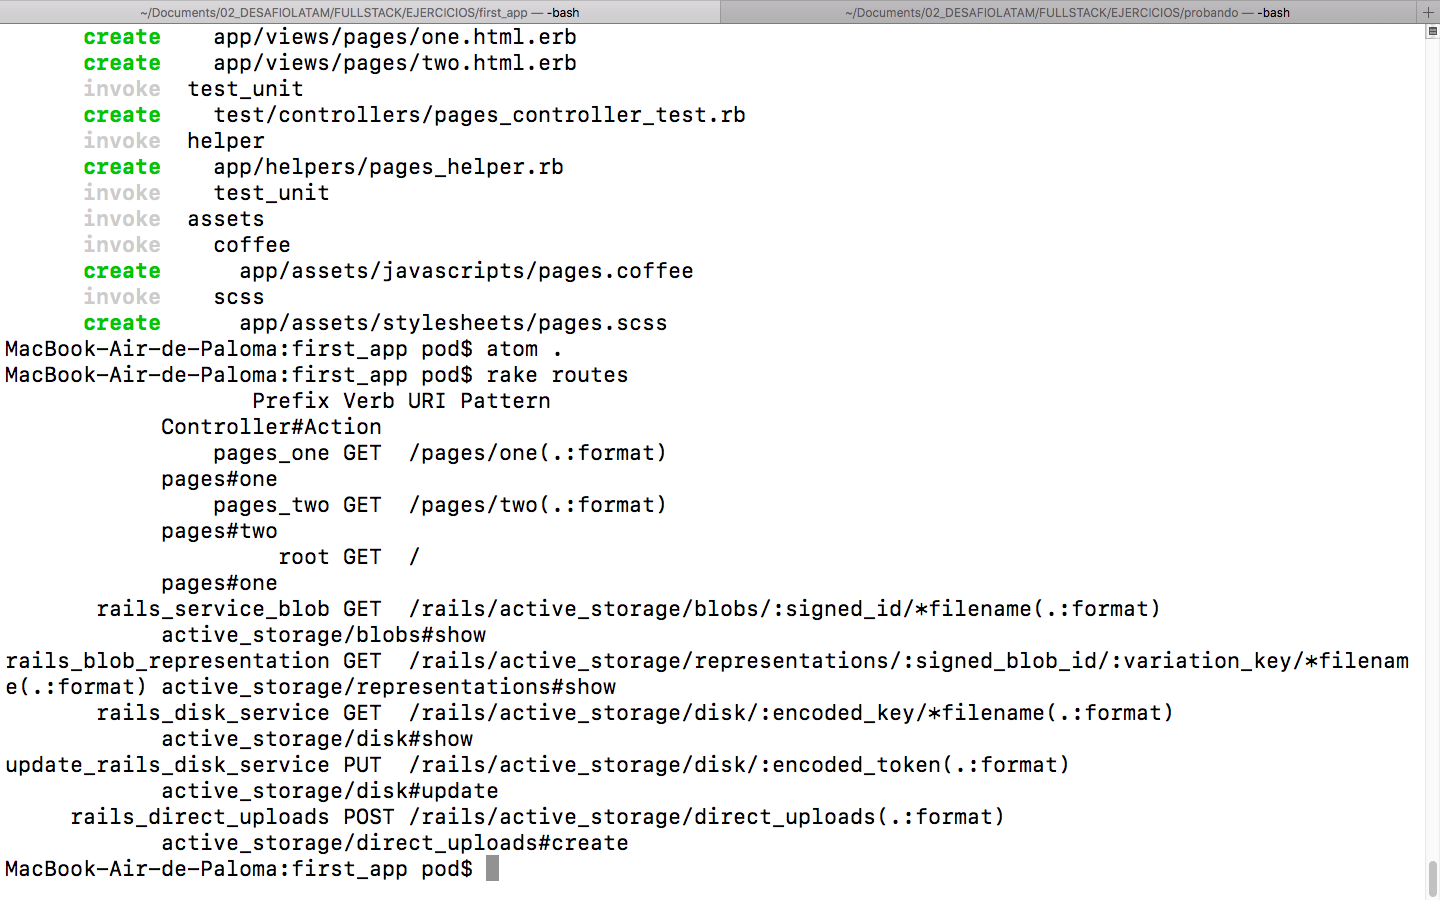 ~/Documents/02_DESAFIOLATAM/FULLSTACK/EJERCICIOS/first_app — -bash
~/Documents/02_DESAFIOLATAM/FULLSTACK/EJERCICIOS/probando — -bash
create app/views/pages/one.html.erb
create app/views/pages/two.html.erb
invoke test_unit
create test/controllers/pages_controller_test.rb
invoke helper
create app/helpers/pages_helper.rb
invoke test_unit
invoke assets
invoke coffee
create app/assets/javascripts/pages.coffee
invoke scss
create app/assets/stylesheets/pages.scss
MacBook-Air-de-Paloma:first_app pod$ atom .
MacBook-Air-de-Paloma:first_app pod$ rake routes
Prefix Verb URI Pattern
Controller#Action
pages_one GET /pages/one(.:format)
pages#one
pages_two GET /pages/two(.:format)
pages#two
root GET /
pages#one
rails_service_blob GET /rails/active_storage/blobs/:signed_id/*filename(.:format)
active_storage/blobs#show
rails_blob_representation GET /rails/active_storage/representations/:signed_blob_id/:variation_key/*filenam
e(.:format) active_storage/representations#show
rails_disk_service GET /rails/active_storage/disk/:encoded_key/*filename(.:format)
active_storage/disk#show
update_rails_disk_service PUT /rails/active_storage/disk/:encoded_token(.:format)
active_storage/disk#update
rails_direct_uploads POST /rails/active_storage/direct_uploads(.:format)
active_storage/direct_uploads#create
MacBook-Air-de-Paloma:first_app pod$